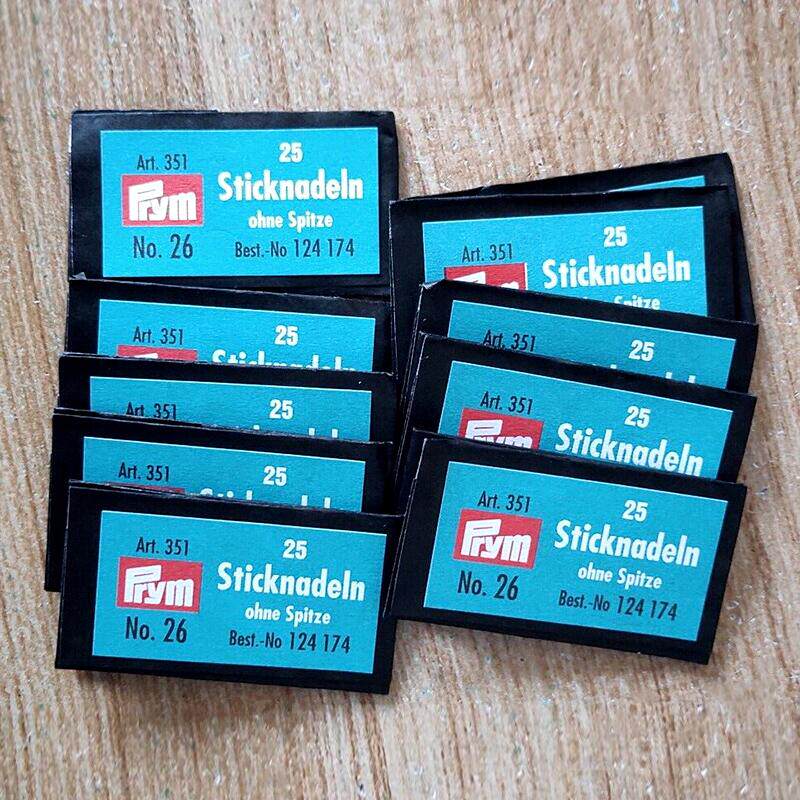 Art. 351
25
Prym
Sticknadeln
ohne Spitze
No. 26
Best.-No 124 174
Art. 351
25
Art. 351
25
Art. 351
25
Art. 351
25
Prym
Sticknadeln
ohne Spitze
No. 26
Best.-No 124 174
Art. 351
25
Sticknadeln
Spitze
Art. 351
25
Art. 351
25
Prym
Sticknadeln
Art. 351
25
Prym
Sticknadeln
ohne Spitze
No. 26
Best.-No 124 174